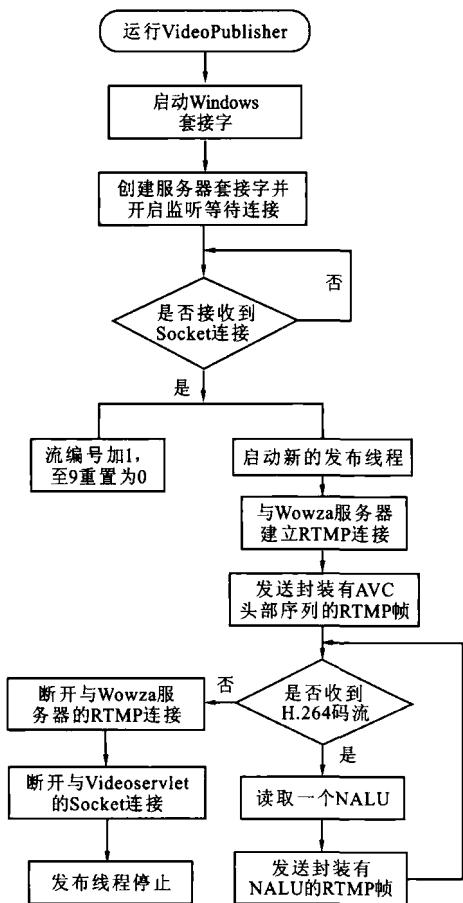 运行VideoPublisher
启动Windows
套接字
创建服务器套接字并
开启监听等待连接
否
是否接收到
Socket连接
是
流编号加1,
至9重置为0
启动新的发布线程
与Wowza服务器
建立RTMP连接
发送封装有AVC
头部序列的RTMP帧
是否收到
H.264码流
否
断开与Wowza服
务器的RTMP连接
是
断开与Videoservlet
的Socket连接
读取一个NALU
发布线程停止
发送封装有
NALU的RTMP帧